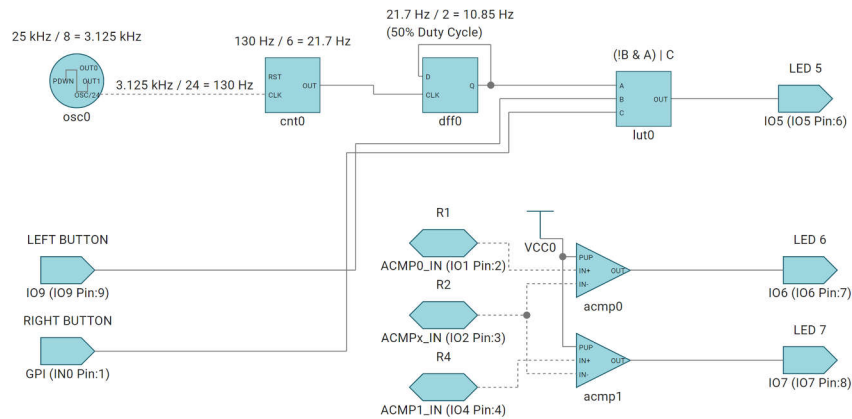 25 kHz / 8 = 3.125 kHz
OUT0
PDWN
OUT1
OSC/24
osc0
3.125 kHz / 24 = 130 Hz
130 Hz / 6 = 21.7 Hz
RST
OUT
CLK
cnt0
21.7 Hz / 2 = 10.85 Hz
(50% Duty Cycle)
D
Q
CLK
dff0
(!B & A) | C
A
B
OUT
C
lut0
LED 5
IO5 (IO5 Pin:6)
LEFT BUTTON
IO9 (IO9 Pin:9)
RIGHT BUTTON
GPI (IN0 Pin:1)
R1
ACMP0_IN (IO1 Pin:2)
R2
ACMPx_IN (IO2 Pin:3)
R4
ACMP1_IN (IO4 Pin:4)
VCC0
PUP
IN+
OUT
IN-
acmp0
PUP
IN+
OUT
IN-
acmp1
LED 6
IO6 (IO6 Pin:7)
LED 7
IO7 (IO7 Pin:8)